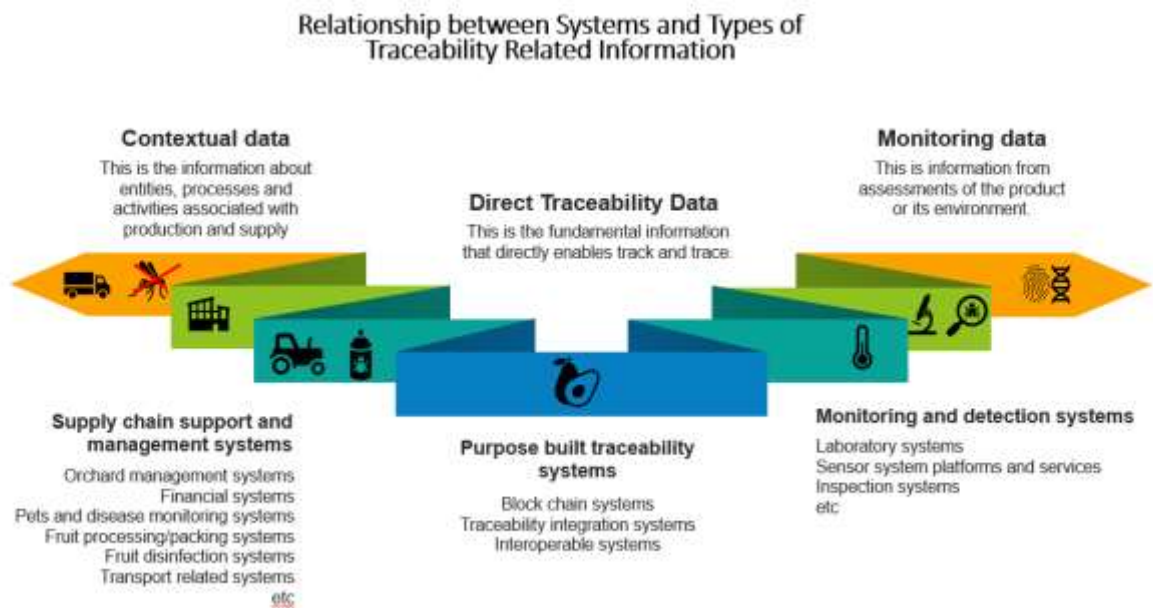 Relationship between Systems and Types of
Traceability Related Information
Contextual data
This is the information about
entities, processes and
activities associated with
production and supply
Direct Traceability Data
This is the fundamental information
that directly enables track and trace.
Monitoring data
This is information from
assessments of the product
or its environment.
Supply chain support and
management systems
Orchard management systems
Financial systems
Pets and disease monitoring systems
Fruit processing/packing systems
Fruit disinfection systems
Transport related systems
etc
Purpose built traceability
systems
Block chain systems
Traceability integration systems
Interoperable systems
Monitoring and detection systems
Laboratory systems
Sensor system platforms and services
Inspection systems
etc